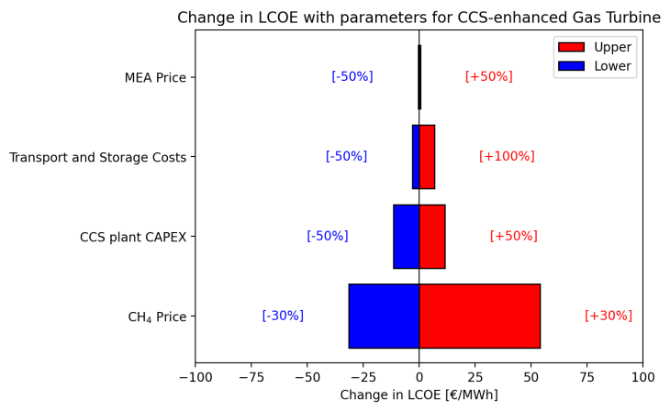 Change in LCOE with parameters for CCS-enhanced Gas Turbine
Upper
Lower
MEA Price
[-50%]
[+50%]
Transport and Storage Costs
[-50%]
[+100%]
CCS plant CAPEX
[-50%]
[+50%]
CH₄ Price
[-30%]
[+30%]
−100 −75 −50 −25 0 25 50 75 100
Change in LCOE [€/MWh]